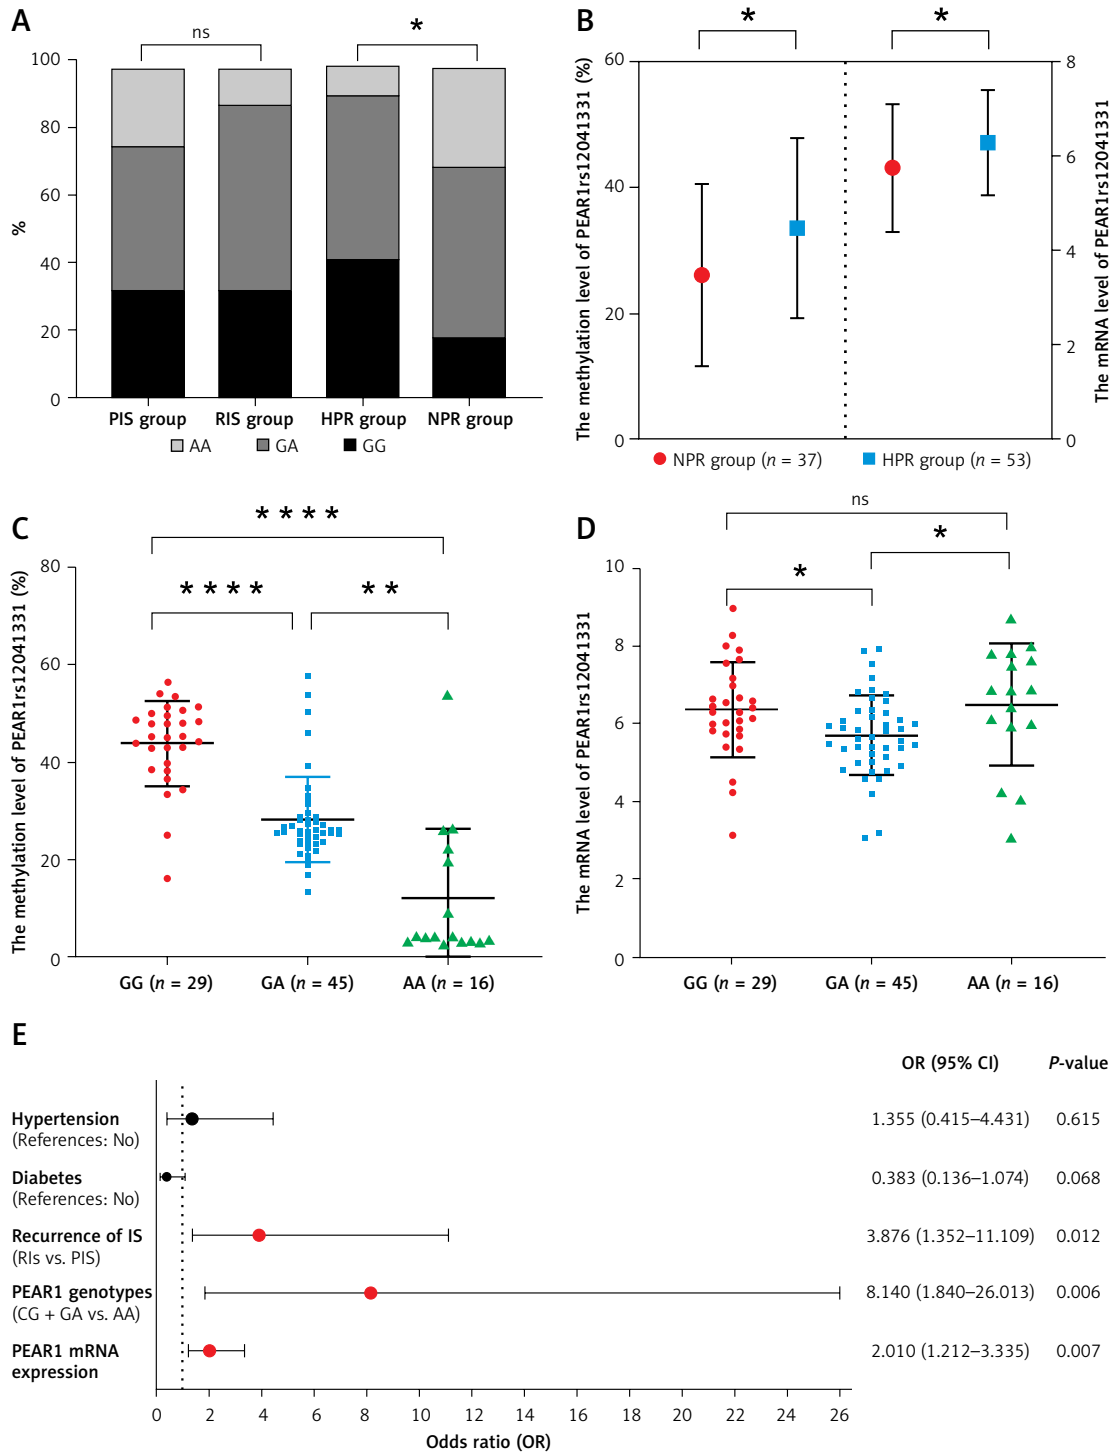 A
ns
*
100
80
60
40
20
0
%
PIS group
RIS group
HPR group
NPR group
AA
GA
GG
B
*
*
60
40
20
0
The methylation level of PEAR1rs12041331 (%)
8
6
4
2
0
The mRNA level of PEAR1rs12041331
NPR group (n = 37)
HPR group (n = 53)
C
* * * *
* * * *
* *
80
60
40
20
0
The methylation level of PEAR1rs12041331 (%)
GG (n = 29)
GA (n = 45)
AA (n = 16)
D
ns
*
*
10
8
6
4
2
0
The mRNA level of PEAR1rs12041331
GG (n = 29)
GA (n = 45)
AA (n = 16)
E
OR (95% CI)
P-value
Hypertension
(References: No)
1.355 (0.415–4.431)
0.615
Diabetes
(References: No)
0.383 (0.136–1.074)
0.068
Recurrence of IS
(RIs vs. PIS)
3.876 (1.352–11.109)
0.012
PEAR1 genotypes
(CG + GA vs. AA)
8.140 (1.840–26.013)
0.006
PEAR1 mRNA
expression
2.010 (1.212–3.335)
0.007
0 2 4 6 8 10 12 14 16 18 20 22 24 26
Odds ratio (OR)